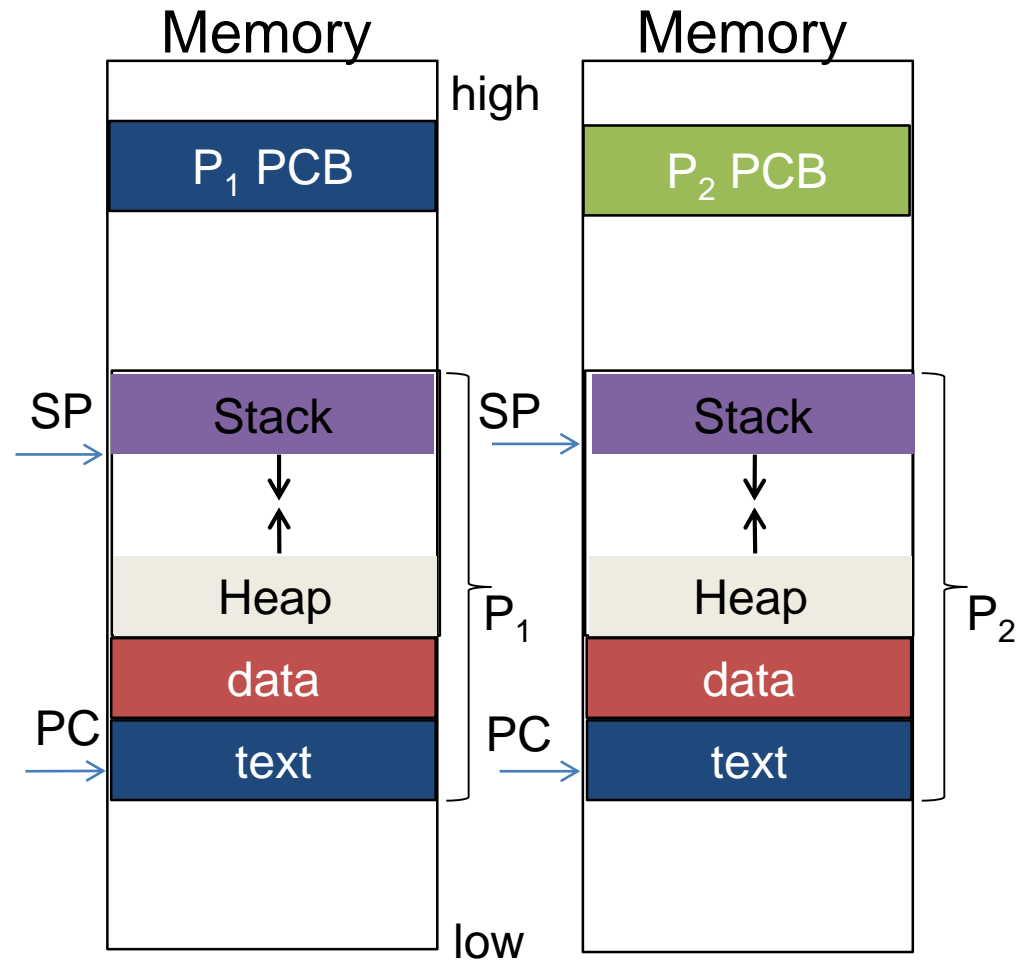 Memory
high
P1 PCB
SP
Stack
Heap
P1
data
PC
text
low
Memory
P2 PCB
SP
Stack
Heap
P2
data
PC
text